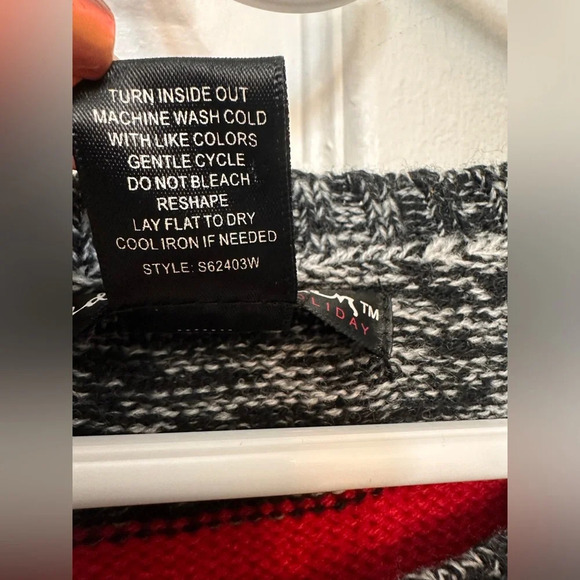 TURN INSIDE OUT
MACHINE WASH COLD
WITH LIKE COLORS
GENTLE CYCLE
DO NOT BLEACH
RESHAPE
LAY FLAT TO DRY
COOL IRON IF NEEDED
STYLE: S62403W
TM